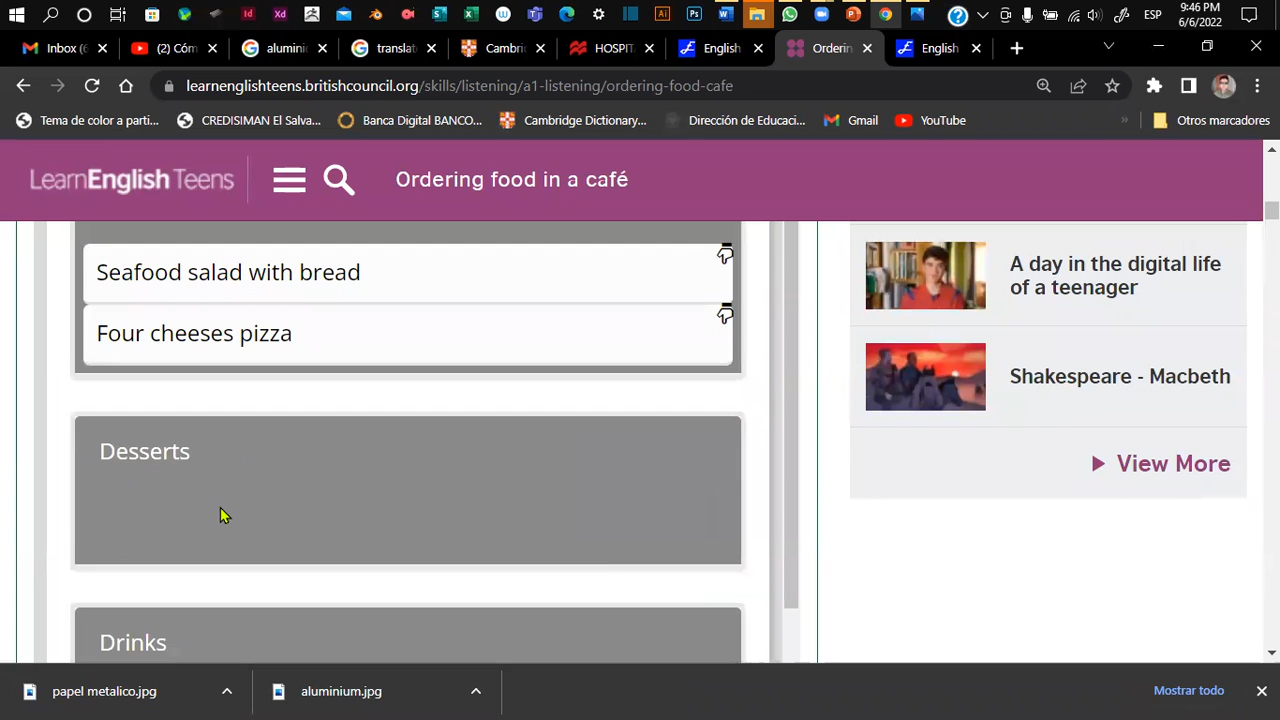 9:46 PM
ESP
6/6/2022
Inbox (6
(2) Cóm
alumini
translat
Cambri
HOSPIT
English
Orderin
English
learnenglishteens.britishcouncil.org/skills/listening/a1-listening/ordering-food-cafe
Tema de color a parti...
CREDISIMAN El Salva...
Banca Digital BANCO...
Cambridge Dictionary...
Dirección de Educaci...
Gmail
YouTube
Otros marcadores
LearnEnglish Teens
Ordering food in a café
Seafood salad with bread
Four cheeses pizza
Desserts
Drinks
A day in the digital life
of a teenager
Shakespeare - Macbeth
View More
papel metalico.jpg
aluminium.jpg
Mostrar todo